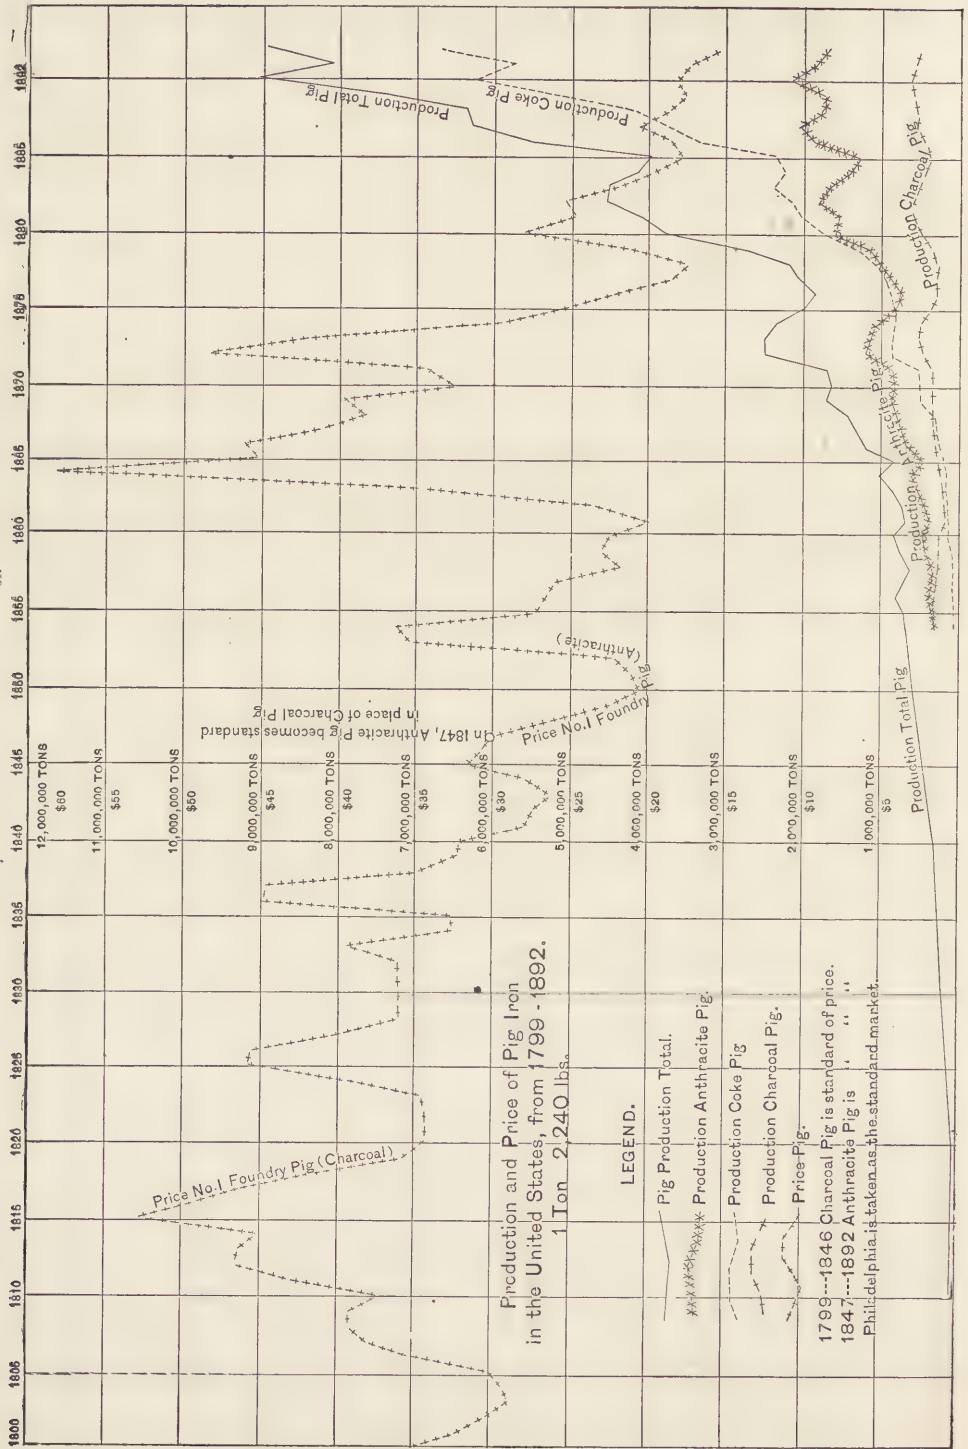 1800
1805
1810
1815
1820
1825
1830
1835
1840
1845
1850
1855
1860
1865
1870
1875
1880
1885
12,000,000 TONS
$60
11,000,000 TONS
$55
10,000,000 TONS
$50
9,000,000 TONS
$45
8,000,000 TONS
$40
7,000,000 TONS
$35
6,000,000 TONS
$30
5,000,000 TONS
$25
4,000,000 TONS
$20
3,000,000 TONS
$15
2,000,000 TONS
$10
1,000,000 TONS
$5
Price No.1 Foundry Pig (Charcoal)
In 1847, Anthracite Pig becomes standard
in place of Charcoal Pig
Price No.1 Foundry
Pig
(Anthracite)
Production Total Pig
Production Coke Pig
Production Anthricite Pig
Production Charcoal Pig
Production Total Pig
Production and Price of Pig Iron
in the United States, from 1799 - 1892.
1 Ton 2,240 lbs.
LEGEND.
Pig Production Total.
Production Anthracite Pig.
Production Coke Pig
Production Charcoal Pig.
Price Pig.
1799---1846 Charcoal Pig is standard of price.
1847---1892 Anthracite Pig is " " "
Philadelphia is taken as the standard market.